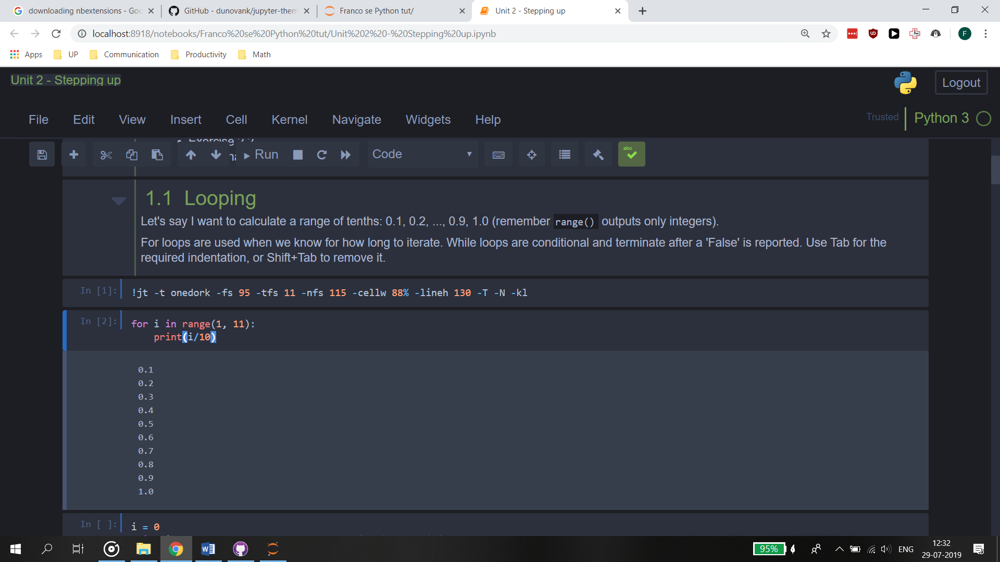 downloading nbextensions - Goo
GitHub - dunovank/jupyter-them
Franco se Python tut/
Unit 2 - Stepping up
localhost:8918/notebooks/Franco%20se%20Python%20tut/Unit%202%20-%20Stepping%20up.ipynb
F
Apps UP Communication Productivity Math
Unit 2 - Stepping up
Logout
File Edit View Insert Cell Kernel Navigate Widgets Help
Trusted Python 3
Run Code abc
1.1 Looping
Let's say I want to calculate a range of tenths: 0.1, 0.2, ..., 0.9, 1.0 (remember range() outputs only integers).
For loops are used when we know for how long to iterate. While loops are conditional and terminate after a 'False' is reported. Use Tab for the
required indentation, or Shift+Tab to remove it.
In [1]: !jt -t onedork -fs 95 -tfs 11 -nfs 115 -cellw 88% -lineh 130 -T -N -kl
In [2]: for i in range(1, 11):
print(i/10)
0.1
0.2
0.3
0.4
0.5
0.6
0.7
0.8
0.9
1.0
In [ ]: i = 0
95% ENG 12:32
29-07-2019